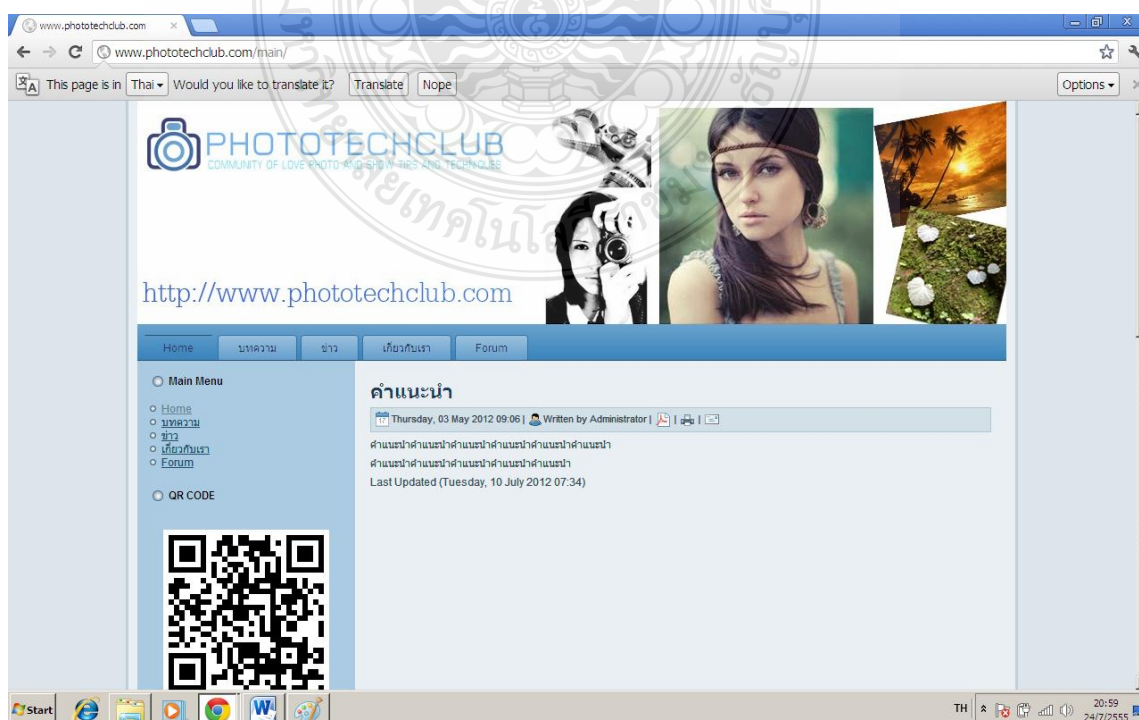 www.phototechclub.com
www.phototechclub.com/main/
This page is in Thai Would you like to translate it? Translate Nope Options
PHOTOTECHCLUB
COMMUNITY OF LOVE PHOTO AND SHOW TIPS AND TECHNIQUES
http://www.phototechclub.com
Home บทความ ข่าว เกี่ยวกับเรา Forum
Main Menu
Home
บทความ
ข่าว
เกี่ยวกับเรา
Forum
QR CODE
คำแนะนำ
Thursday, 03 May 2012 09:06 | Written by Administrator | | |
คำแนะนำคำแนะนำคำแนะนำคำแนะนำคำแนะนำคำแนะนำ
คำแนะนำคำแนะนำคำแนะนำคำแนะนำคำแนะนำ
Last Updated (Tuesday, 10 July 2012 07:34)
Start
TH
20:59
24/7/2555